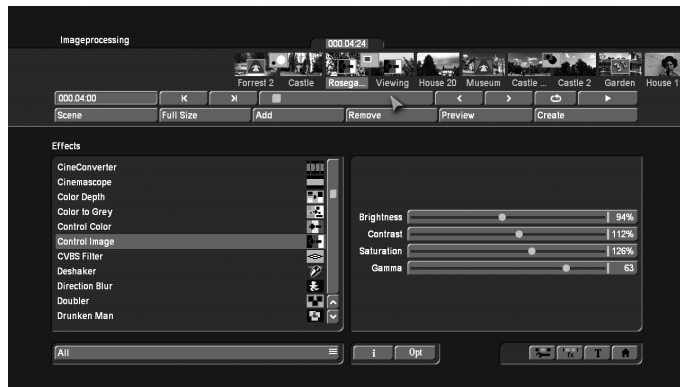 Imageprocessing
000.04:24
Forrest 2 Castle Rosega... Viewing House 20 Museum Castle ... Castle 2 Garden House 1
000.04:00
Scene Full Size Add Remove Preview Create
Effects
CineConverter
Cinemascope
Color Depth
Color to Grey
Control Color
Control Image
CVBS Filter
Deshaker
Direction Blur
Doubler
Drunken Man
Brightness 94%
Contrast 112%
Saturation 126%
Gamma 63
All i Opt fx T